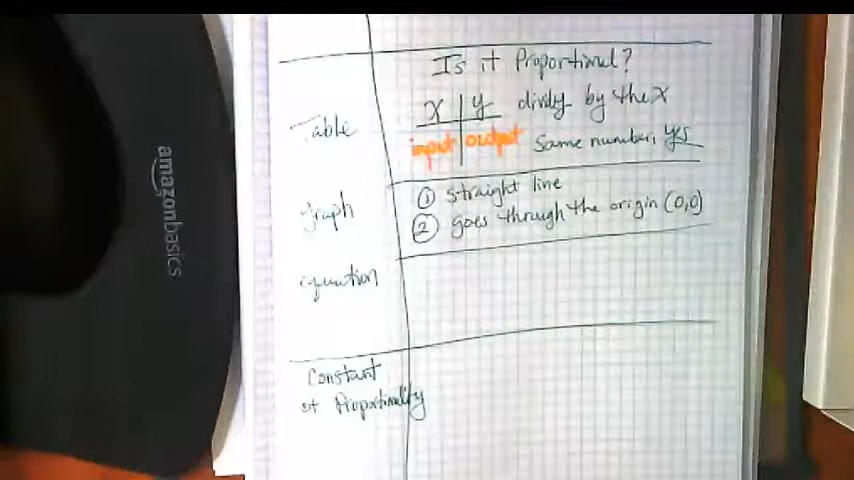 amazonbasics
Is it Proportional?
Table
x y divide by the x
input output Same number, yes
graph
① straight line
② goes through the origin (0,0)
equation
Constant
of Proportionality